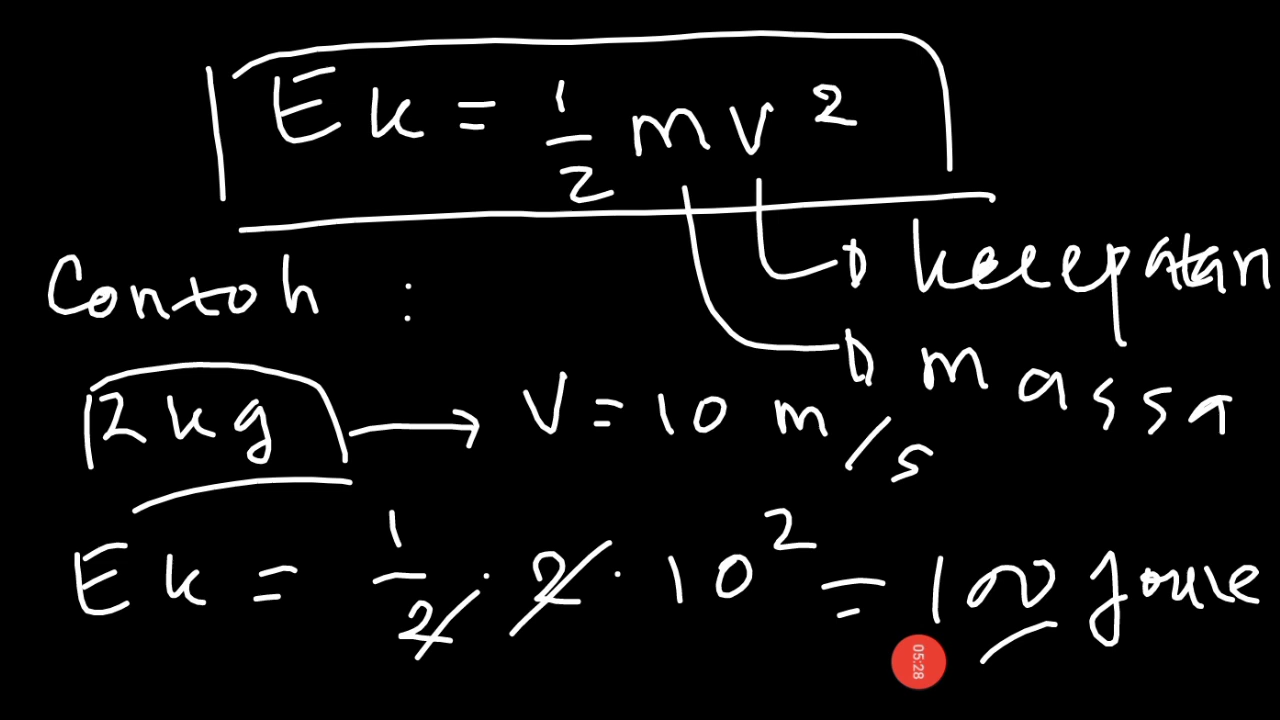 Ek = 1/2 mv²
Contoh :
kecepatan
massa
2 kg → V = 10 m/s
Ek = 1/2 . 2 . 10² = 100 Joule
05:28